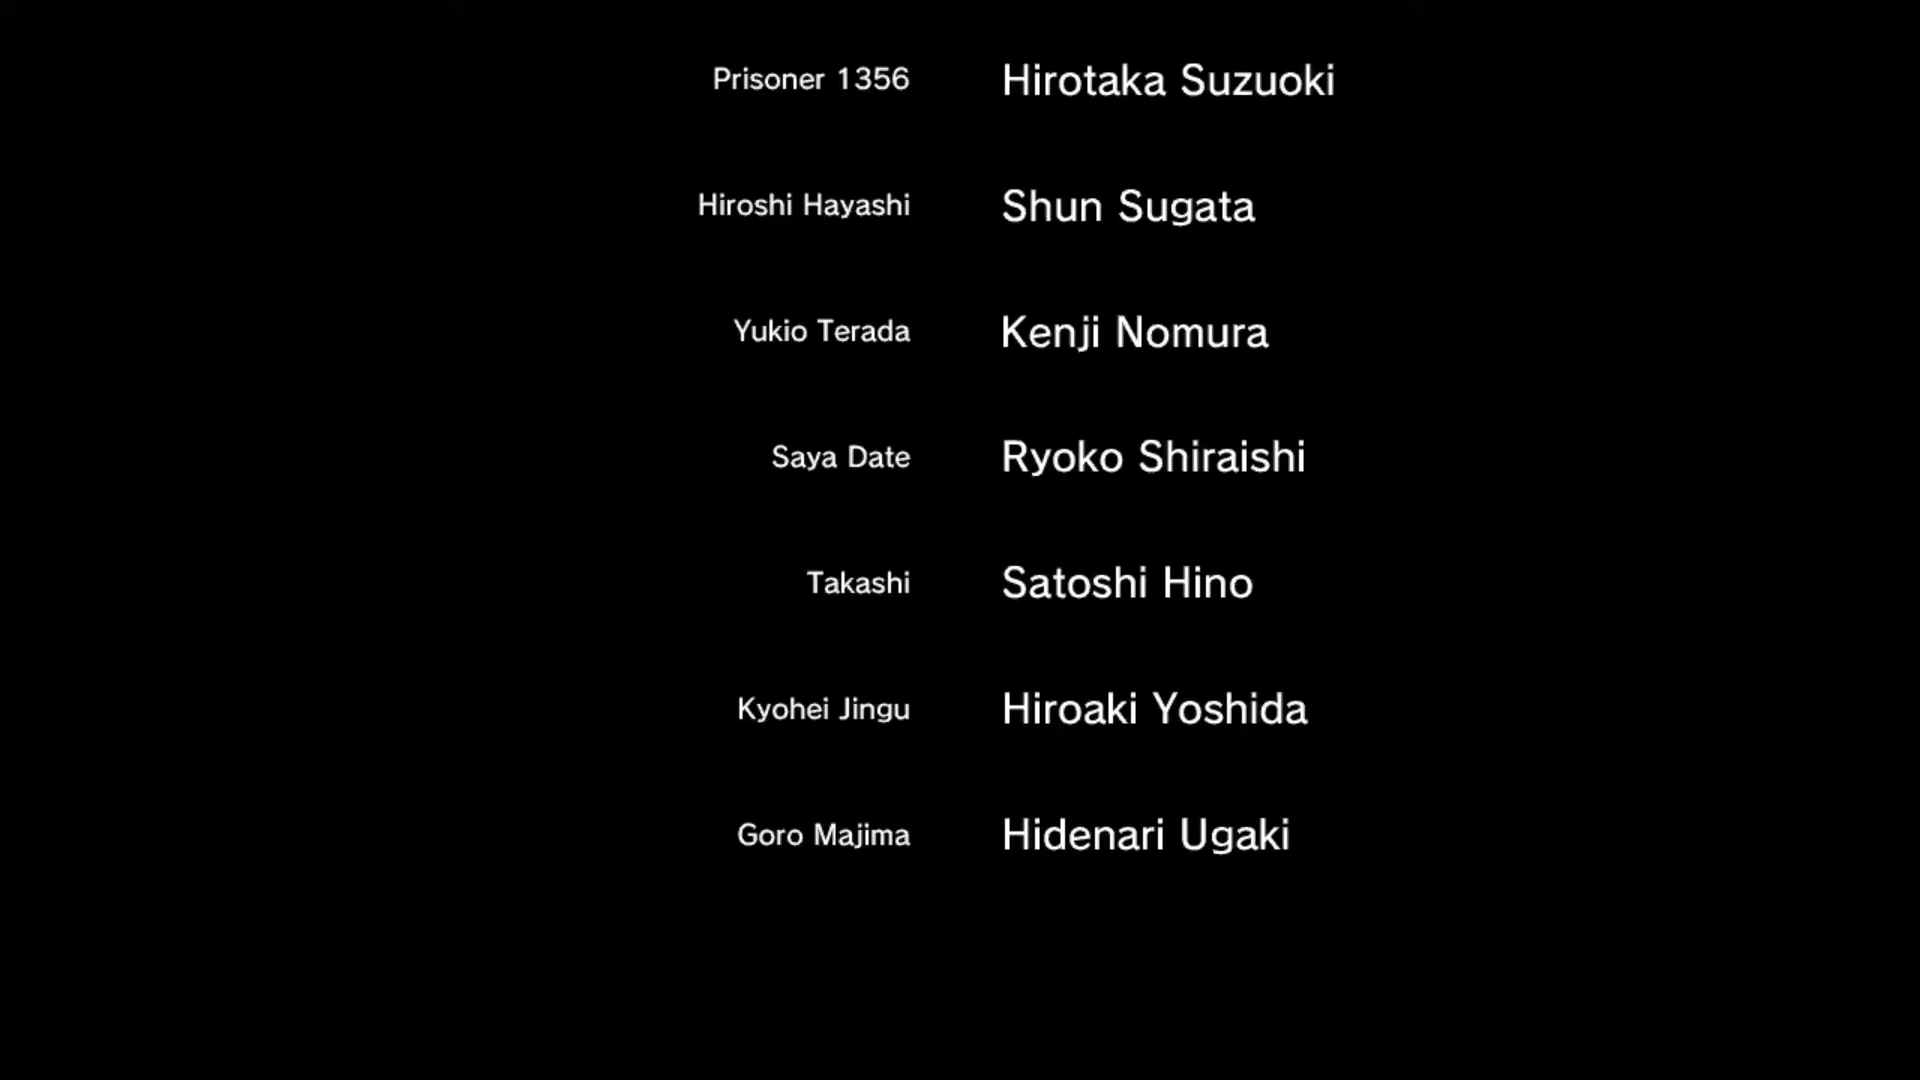 Prisoner 1356 Hirotaka Suzuoki
Hiroshi Hayashi Shun Sugata
Yukio Terada Kenji Nomura
Saya Date Ryoko Shiraishi
Takashi Satoshi Hino
Kyohei Jingu Hiroaki Yoshida
Goro Majima Hidenari Ugaki